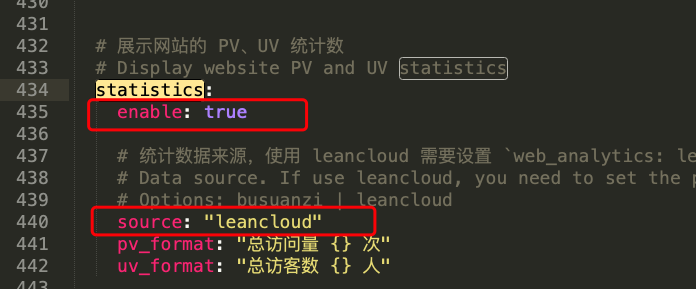 430
431
432 # 展示网站的 PV、UV 统计数
433 # Display website PV and UV statistics
434 statistics:
435 enable: true
436
437 # 统计数据来源，使用 leancloud 需要设置 `web_analytics: le
438 # Data source. If use leancloud, you need to set the p
439 # Options: busuanzi | leancloud
440 source: "leancloud"
441 pv_format: "总访问量 {} 次"
442 uv_format: "总访客数 {} 人"
443